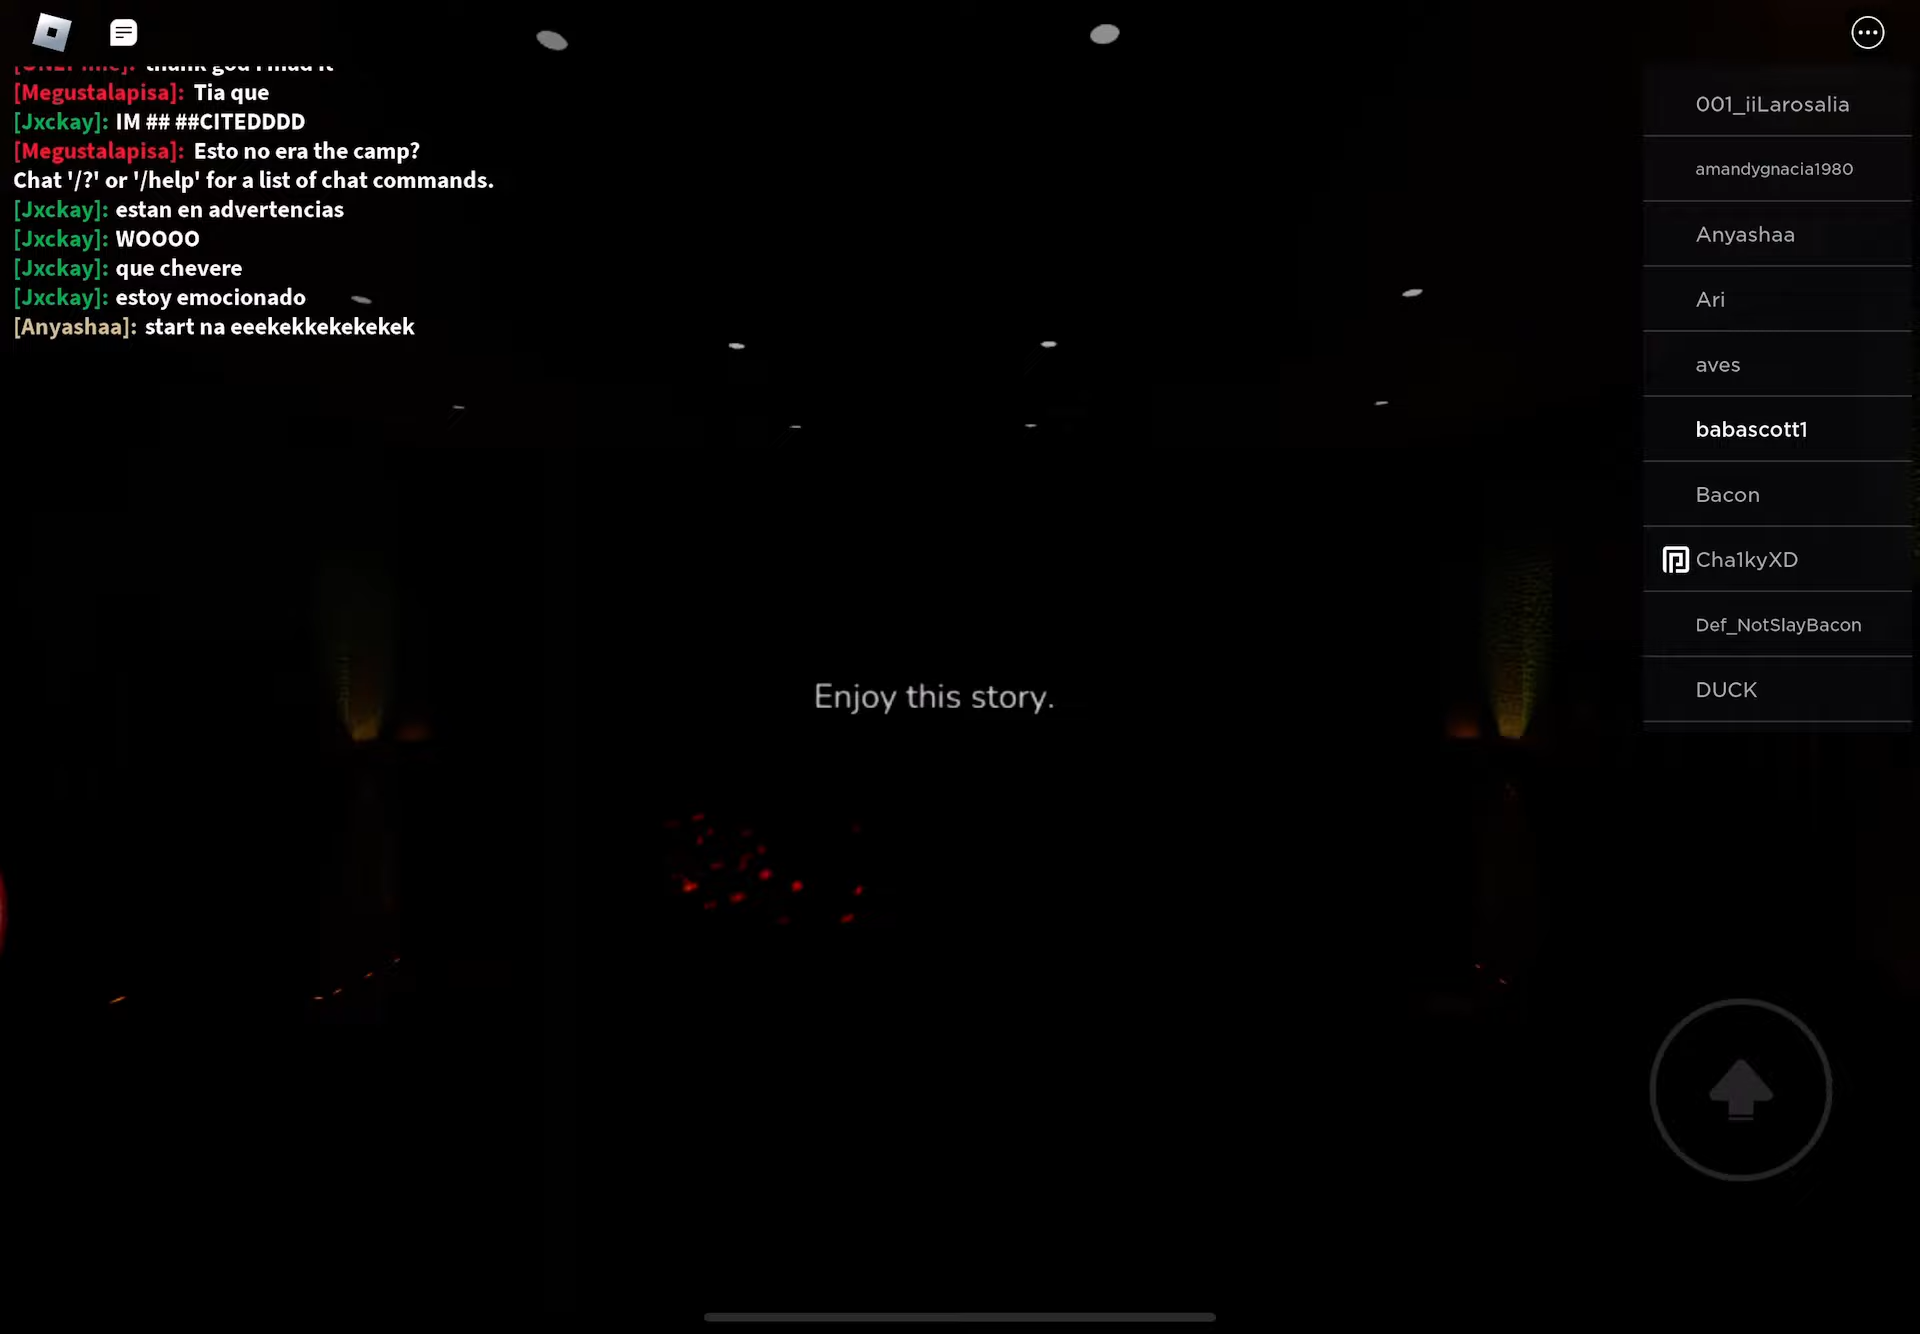 [Megustalapisa]: Tia que
[Jxckay]: IM ## ##CITEDDDD
[Megustalapisa]: Esto no era the camp?
Chat '/?' or '/help' for a list of chat commands.
[Jxckay]: estan en advertencias
[Jxckay]: WOOOO
[Jxckay]: que chevere
[Jxckay]: estoy emocionado
[Anyashaa]: start na eeekekkekekekek
001_iiLarosalia
amandygnacia1980
Anyashaa
Ari
aves
babascott1
Bacon
Cha1kyXD
Def_NotSlayBacon
DUCK
Enjoy this story.